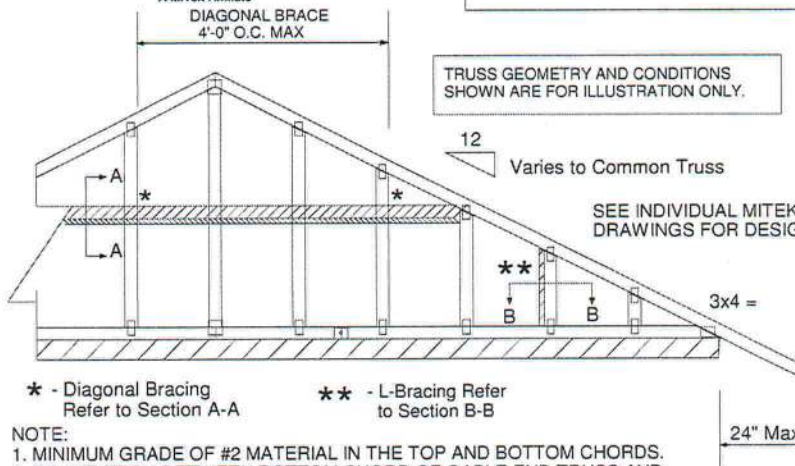 DIAGONAL BRACE
4'-0" O.C. MAX
TRUSS GEOMETRY AND CONDITIONS
SHOWN ARE FOR ILLUSTRATION ONLY.
12
Varies to Common Truss
A
*
*
SEE INDIVIDUAL MITEK
DRAWINGS FOR DESIG
A
**
B
B
3x4 =
* - Diagonal Bracing
Refer to Section A-A
** - L-Bracing Refer
to Section B-B
NOTE:
24" Max
1. MINIMUM GRADE OF #2 MATERIAL IN THE TOP AND BOTTOM CHORDS.